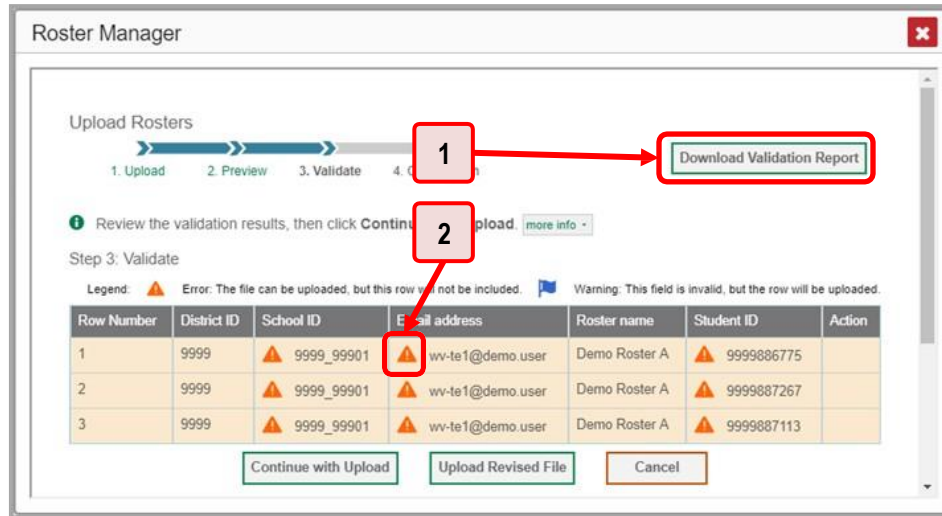 Roster Manager
Upload Rosters
1
Download Validation Report
1. Upload 2. Preview 3. Validate 4.
Review the validation results, then click Continue pload. more info
2
Step 3: Validate
Legend: Error: The file can be uploaded, but this row will not be included. Warning: This field is invalid, but the row will be uploaded.
Row Number District ID School ID Email address Roster name Student ID Action
1 9999 9999_99901 wv-te1@demo.user Demo Roster A 9999886775
2 9999 9999_99901 wv-te1@demo.user Demo Roster A 9999887267
3 9999 9999_99901 wv-te1@demo.user Demo Roster A 9999887113
Continue with Upload Upload Revised File Cancel